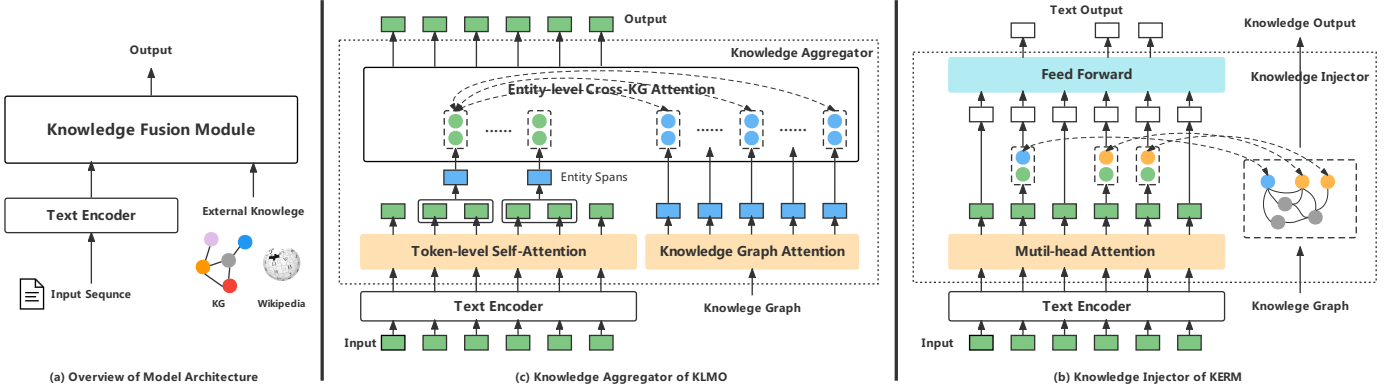 Output
Knowledge Fusion Module
Text Encoder
External Knowlege
Input Sequnce
KG
Wikipedia
(a) Overview of Model Architecture
Output
Knowledge Aggregator
Entity-level Cross-KG Attention
......
......
......
Entity Spans
Token-level Self-Attention
Knowledge Graph Attention
Text Encoder
Knowlege Graph
Input
(c) Knowledge Aggregator of KLMO
Text Output
Knowledge Output
Feed Forward
Knowledge Injector
Mutil-head Attention
Text Encoder
Knowlege Graph
Input
(b) Knowledge Injector of KERM